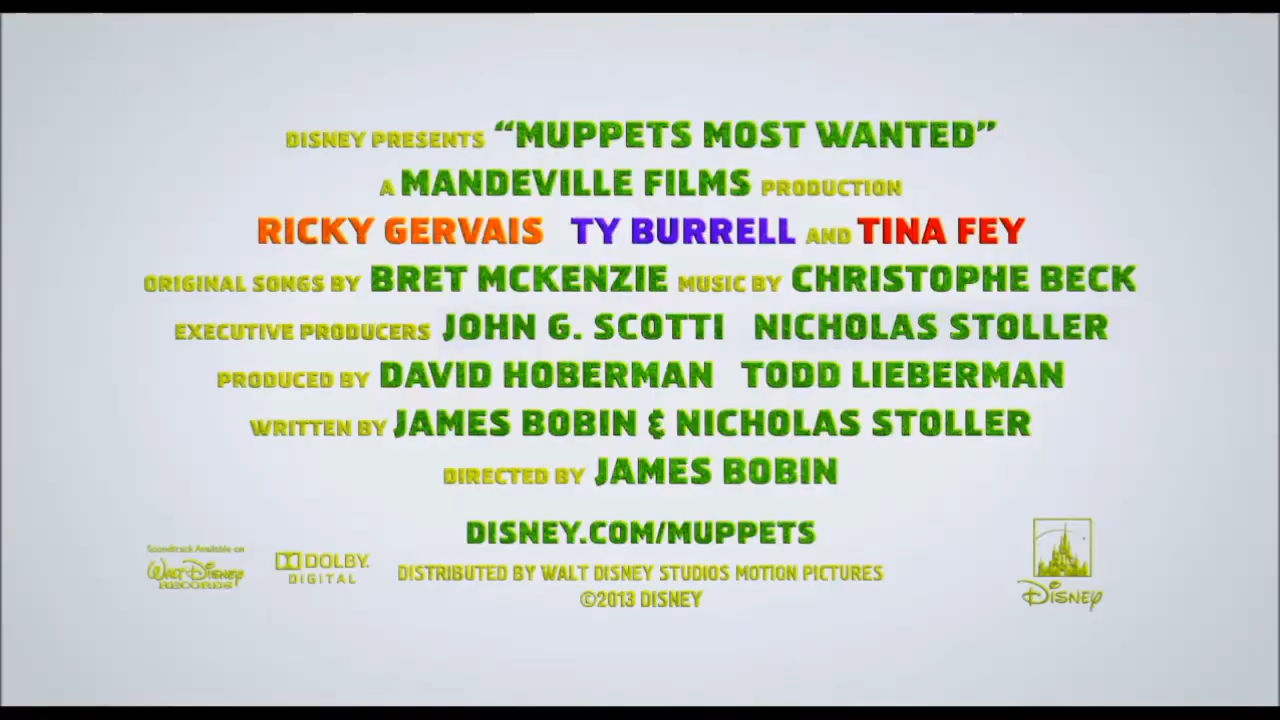 DISNEY PRESENTS “MUPPETS MOST WANTED”
A MANDEVILLE FILMS PRODUCTION
RICKY GERVAIS TY BURRELL AND TINA FEY
ORIGINAL SONGS BY BRET MCKENZIE MUSIC BY CHRISTOPHE BECK
EXECUTIVE PRODUCERS JOHN G. SCOTTI NICHOLAS STOLLER
PRODUCED BY DAVID HOBERMAN TODD LIEBERMAN
WRITTEN BY JAMES BOBIN & NICHOLAS STOLLER
DIRECTED BY JAMES BOBIN
DISNEY.COM/MUPPETS
Soundtrack Available on
WALT DISNEY
RECORDS
DOLBY
DIGITAL
DISTRIBUTED BY WALT DISNEY STUDIOS MOTION PICTURES
©2013 DISNEY
DISNEY